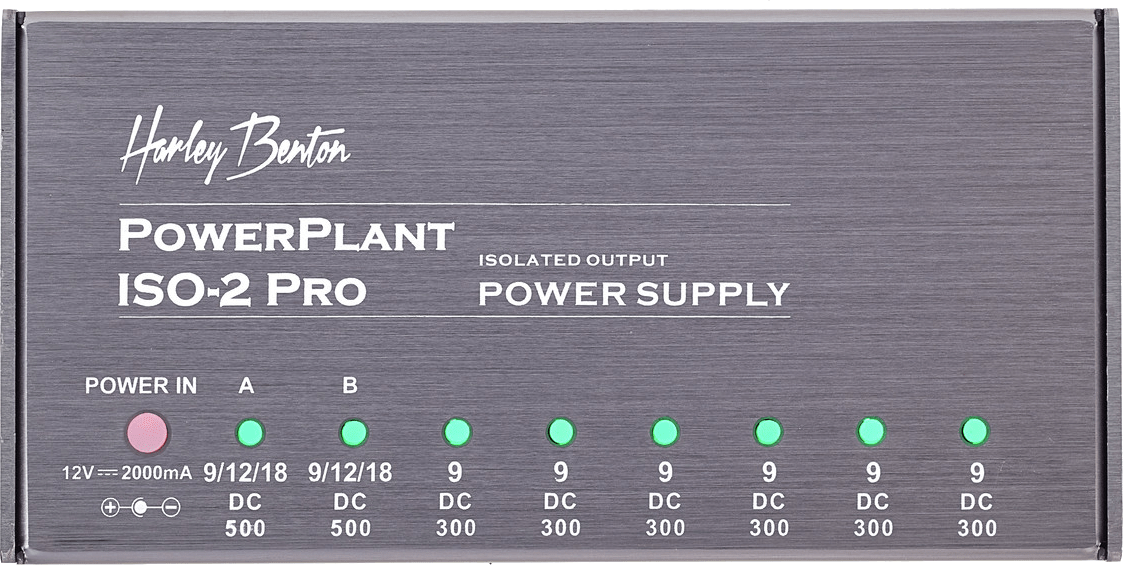 Harley Benton
POWERPLANT
ISO-2 PRO
ISOLATED OUTPUT
POWER SUPPLY
POWER IN A B
12V 2000mA 9/12/18 9/12/18 9 9 9 9 9 9
+ - DC DC DC DC DC DC DC DC
500 500 300 300 300 300 300 300